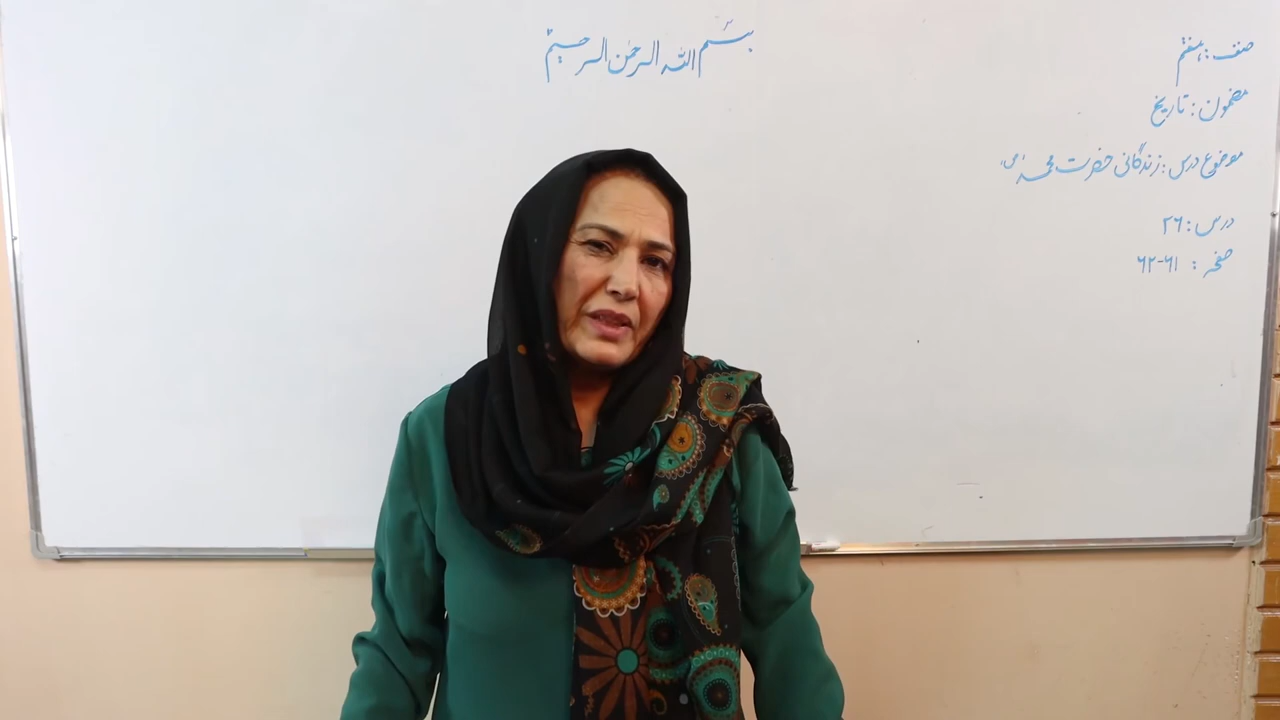 بسم الله الرحمن الرحیم
صنف: هفتم
مضمون: تاریخ
موضوع درس: زندگانی حضرت محمد (ص)
درس: ۲۶
صفحه: ۶۱-۶۲